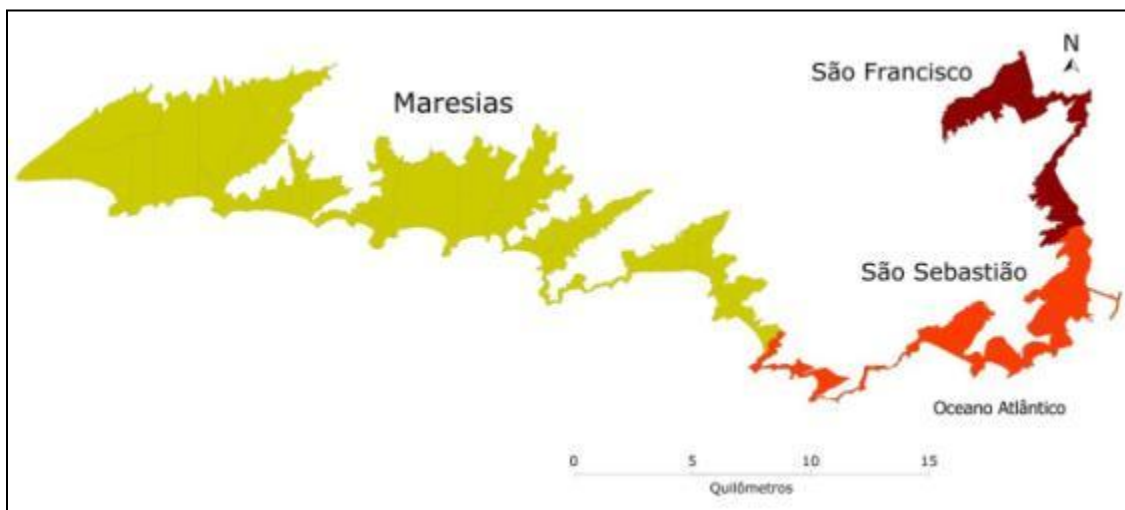 N
São Francisco
Maresias
São Sebastião
Oceano Atlântico
0 5 10 15
Quilômetros